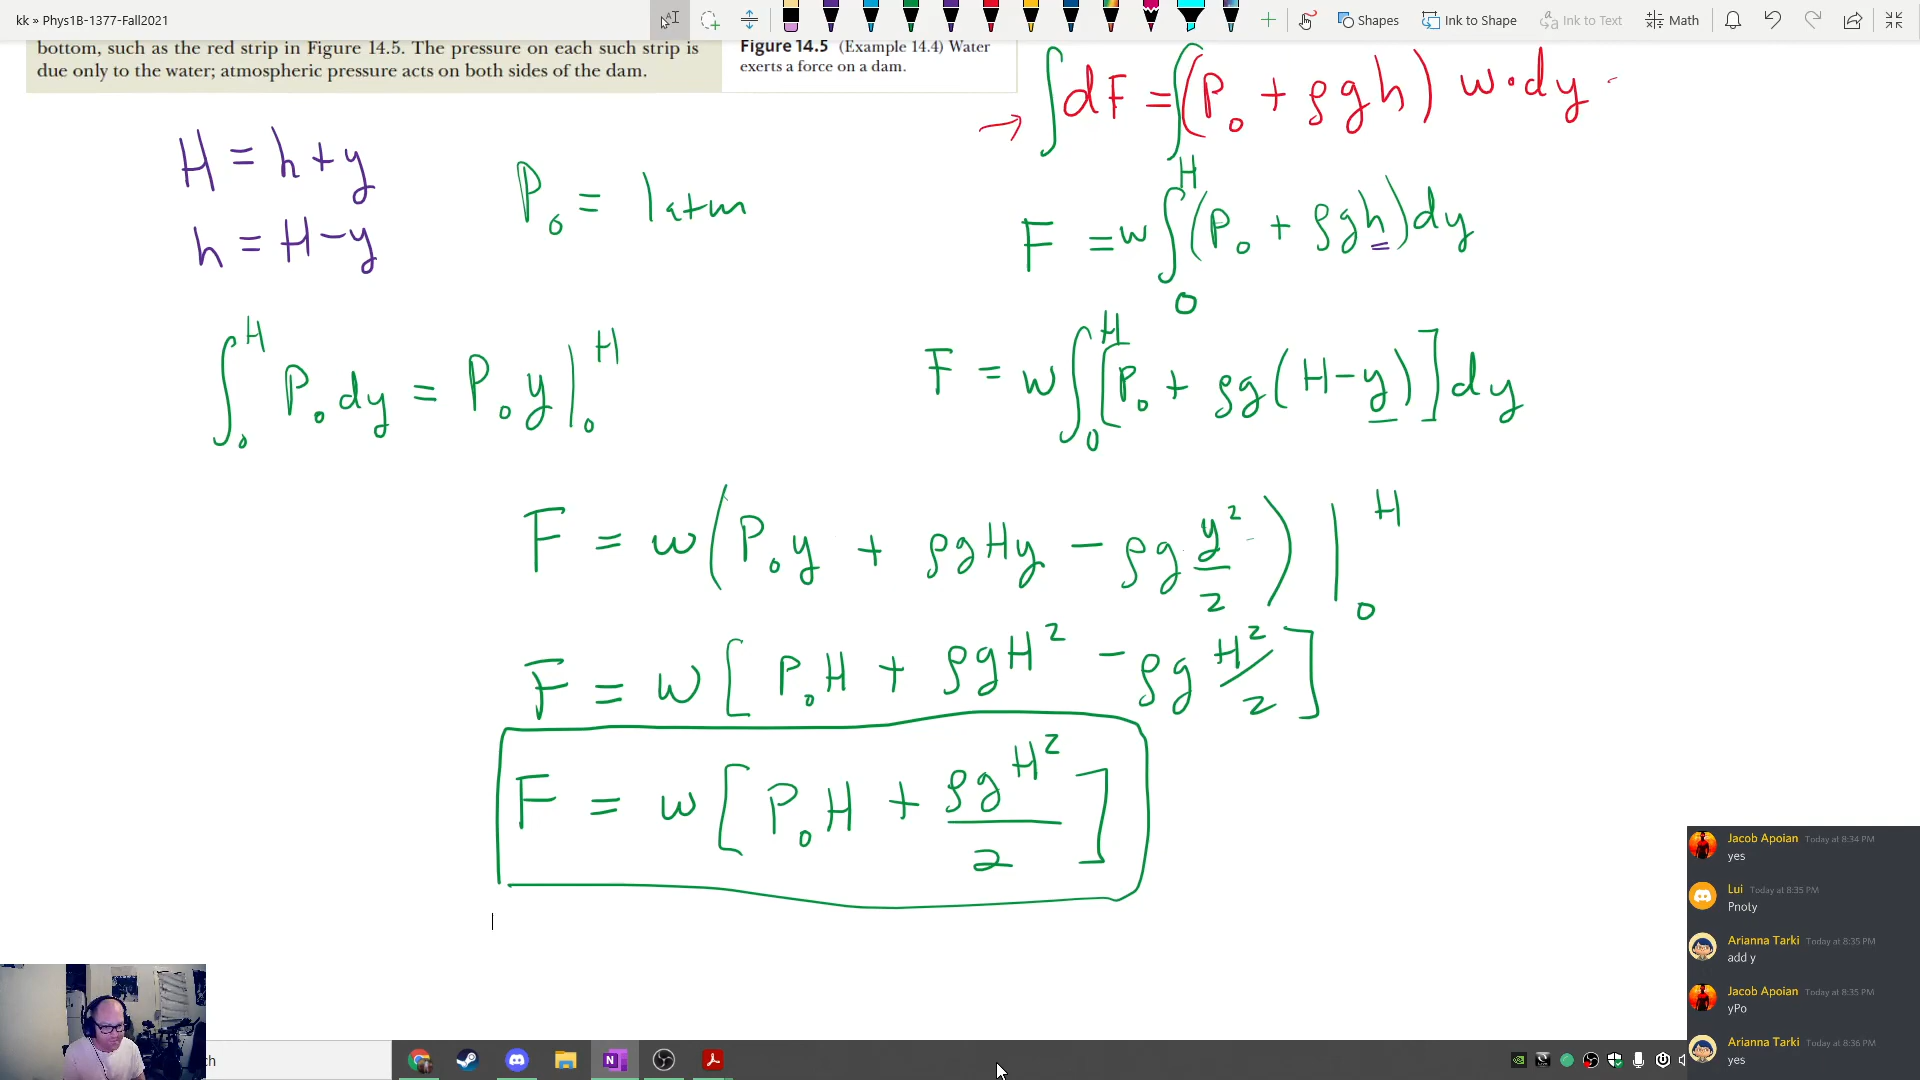 kk » Phys1B-1377-Fall2021
Shapes
Ink to Shape
Ink to Text
Math
bottom, such as the red strip in Figure 14.5. The pressure on each such strip is
due only to the water; atmospheric pressure acts on both sides of the dam.
Figure 14.5 (Example 14.4) Water
exerts a force on a dam.
→ ∫dF = ∫(P₀ + ρgh) w·dy
H = h + y
h = H − y
P₀ = 1atm
F = w ∫₀ᴴ (P₀ + ρgh) dy
∫₀ᴴ P₀ dy = P₀ y |₀ᴴ
F = w ∫₀ᴴ [P₀ + ρg(H − y)] dy
F = w (P₀y + ρgHy − ρg y²/2) |₀ᴴ
F = w [P₀H + ρgH² − ρg H²/2]
F = w [P₀H + ρgH²/2]
Jacob Apoian Today at 8:34 PM
yes
Lui Today at 8:35 PM
Pnoly
Arianna Tarki Today at 8:35 PM
add y
Jacob Apoian Today at 8:35 PM
yPo
Arianna Tarki Today at 8:36 PM
yes